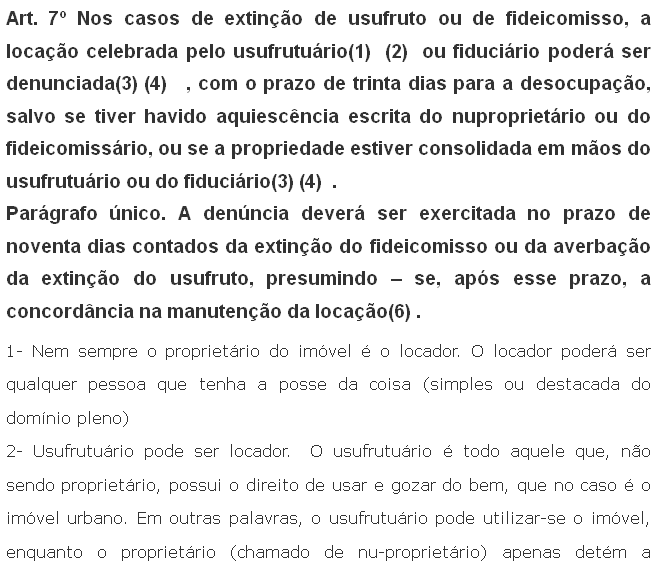 Art. 7º Nos casos de extinção de usufruto ou de fideicomisso, a
locação celebrada pelo usufrutuário(1) (2) ou fiduciário poderá ser
denunciada(3) (4) , com o prazo de trinta dias para a desocupação,
salvo se tiver havido aquiescência escrita do nuproprietário ou do
fideicomissário, ou se a propriedade estiver consolidada em mãos do
usufrutuário ou do fiduciário(3) (4) .
Parágrafo único. A denúncia deverá ser exercitada no prazo de
noventa dias contados da extinção do fideicomisso ou da averbação
da extinção do usufruto, presumindo – se, após esse prazo, a
concordância na manutenção da locação(6) .
1- Nem sempre o proprietário do imóvel é o locador. O locador poderá ser
qualquer pessoa que tenha a posse da coisa (simples ou destacada do
domínio pleno)
2- Usufrutuário pode ser locador. O usufrutuário é todo aquele que, não
sendo proprietário, possui o direito de usar e gozar do bem, que no caso é o
imóvel urbano. Em outras palavras, o usufrutuário pode utilizar-se o imóvel,
enquanto o proprietário (chamado de nu-proprietário) apenas detém a